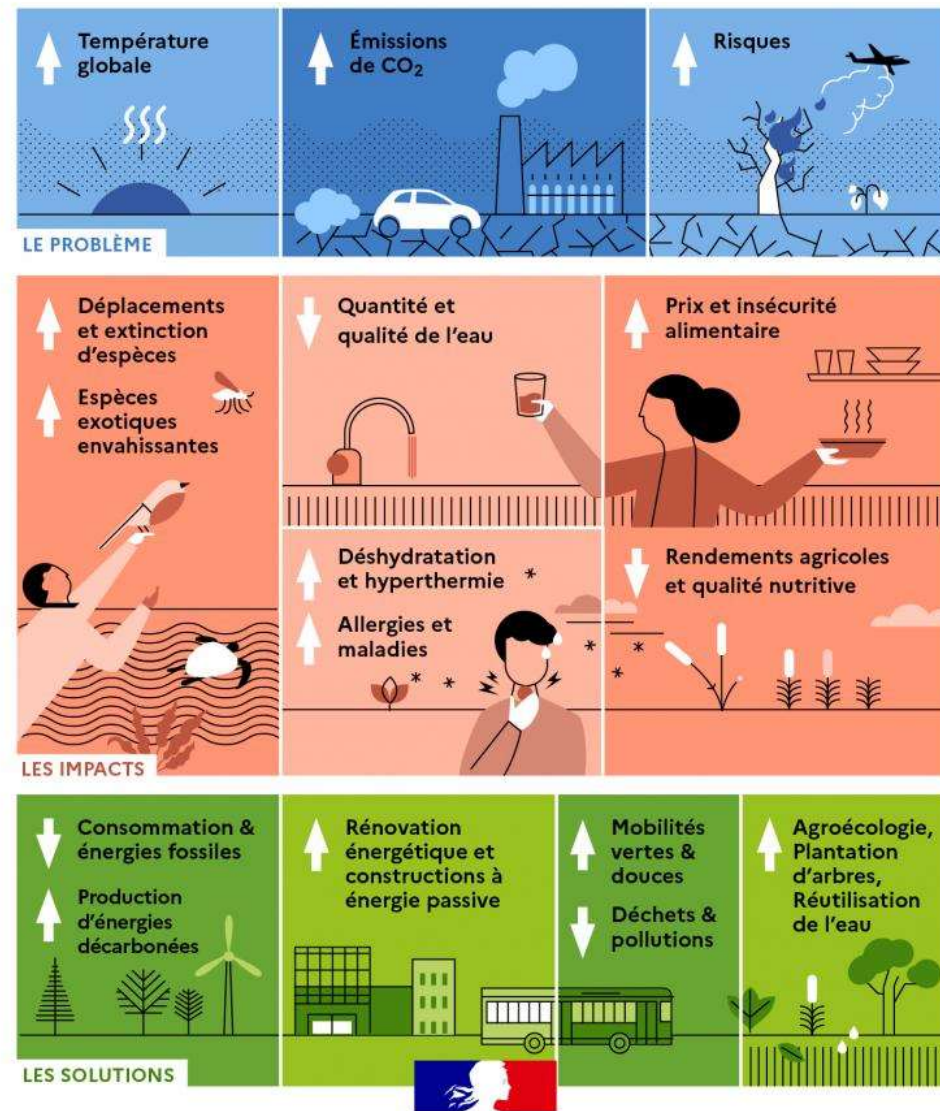 Température
globale
Émissions
de CO₂
Risques
LE PROBLÈME
Déplacements
et extinction
d'espèces
Espèces
exotiques
envahissantes
Quantité et
qualité de l'eau
Prix et insécurité
alimentaire
Déshydratation
et hyperthermie
Allergies et
maladies
Rendements agricoles
et qualité nutritive
LES IMPACTS
Consommation &
énergies fossiles
Production
d'énergies
décarbonées
Rénovation
énergétique et
constructions à
énergie passive
Mobilités
vertes &
douces
Déchets &
pollutions
Agroécologie,
Plantation
d'arbres,
Réutilisation
de l'eau
LES SOLUTIONS